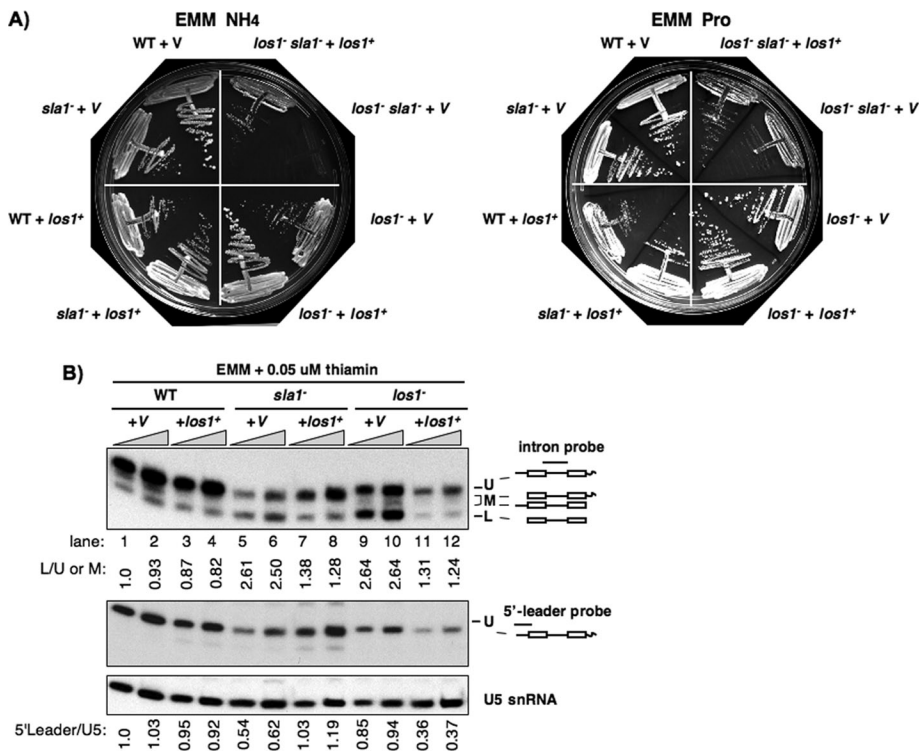 A)
EMM NH4
WT + V
los1- sla1- + los1+
sla1- + V
los1- sla1- + V
WT + los1+
los1- + V
sla1- + los1+
los1- + los1+
EMM Pro
WT + V
los1- sla1- + los1+
sla1- + V
los1- sla1- + V
WT + los1+
los1- + V
sla1- + los1+
los1- + los1+
B)
EMM + 0.05 uM thiamin
WT sla1- los1-
+V +los1+ +V +los1+ +V +los1+
intron probe
U
M
L
lane: 1 2 3 4 5 6 7 8 9 10 11 12
L/U or M: 1.0 0.93 0.87 0.82 2.61 2.50 1.38 1.28 2.64 2.64 1.31 1.24
5'-leader probe
U
U5 snRNA
5'Leader/U5: 1.0 1.03 0.95 0.92 0.54 0.62 1.03 1.19 0.85 0.94 0.36 0.37